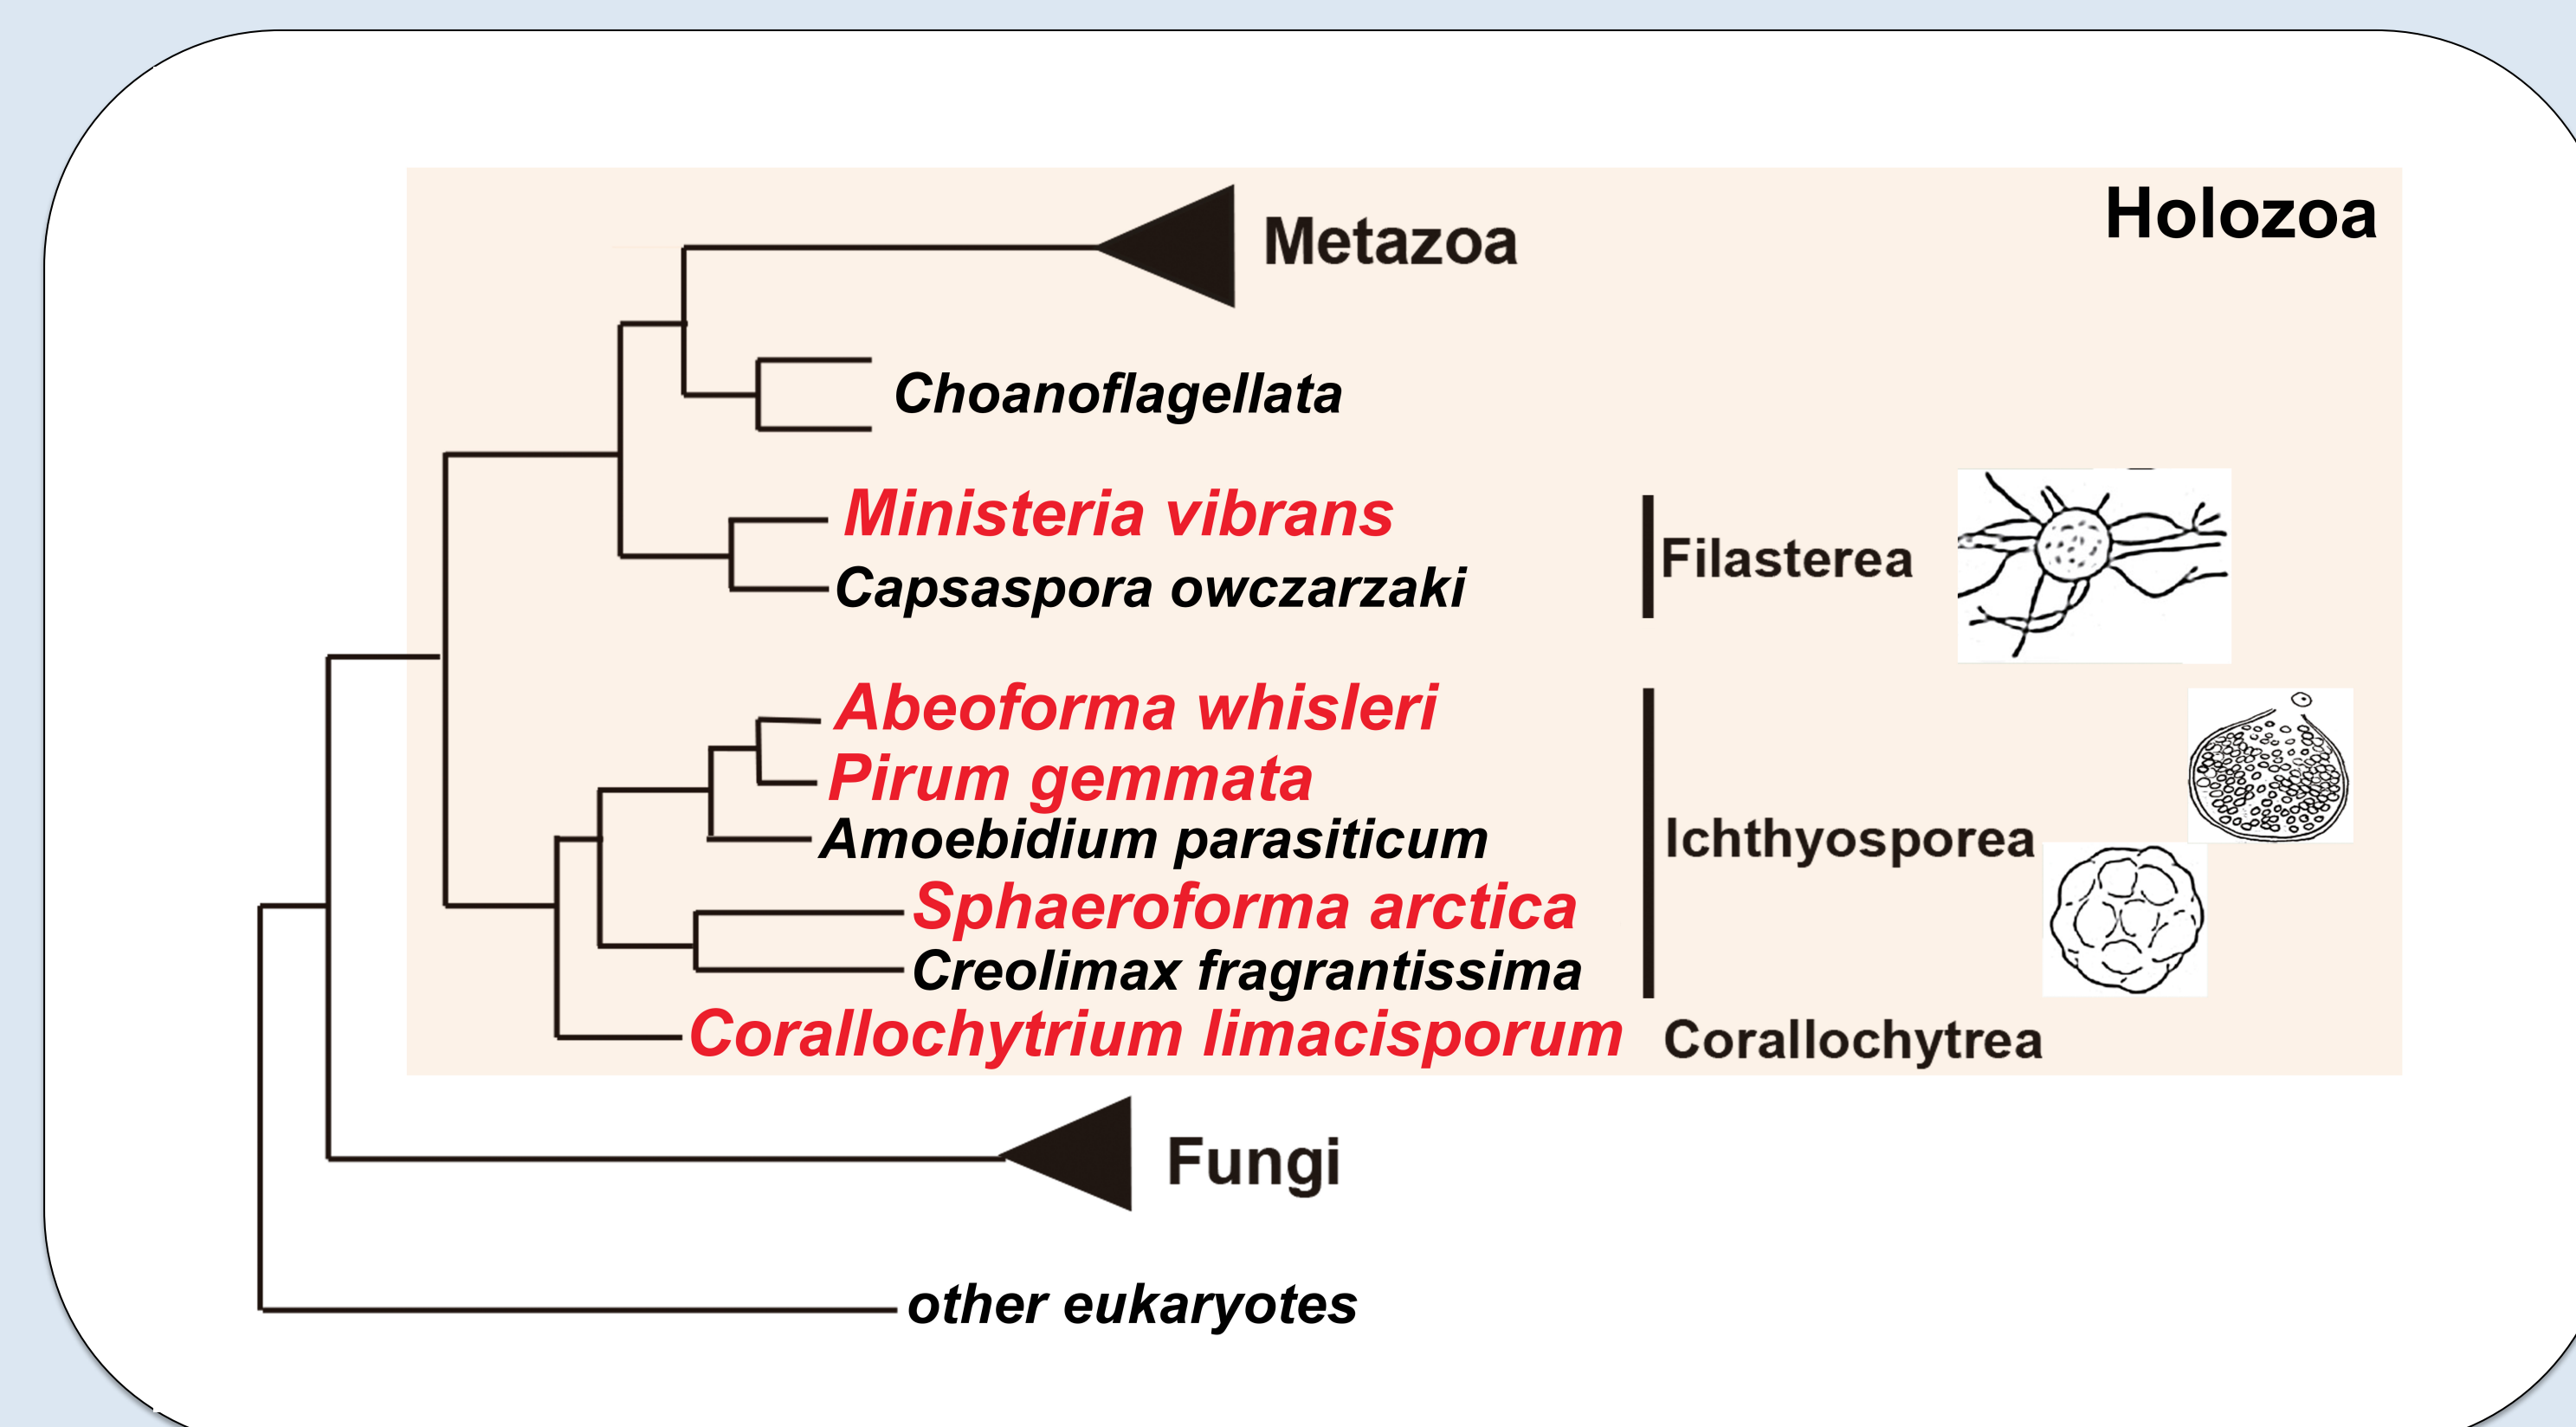 Holozoa
Metazoa
Choanoflagellata
Ministeria vibrans
Capsaspora owczarzaki
Filasterea
Abeoforma whisleri
Pirum gemmata
Amoebidium parasiticum
Ichthyosporea
Sphaeroforma arctica
Creolimax fragrantissima
Corallochytrium limacisporum
Corallochytrea
Fungi
other eukaryotes